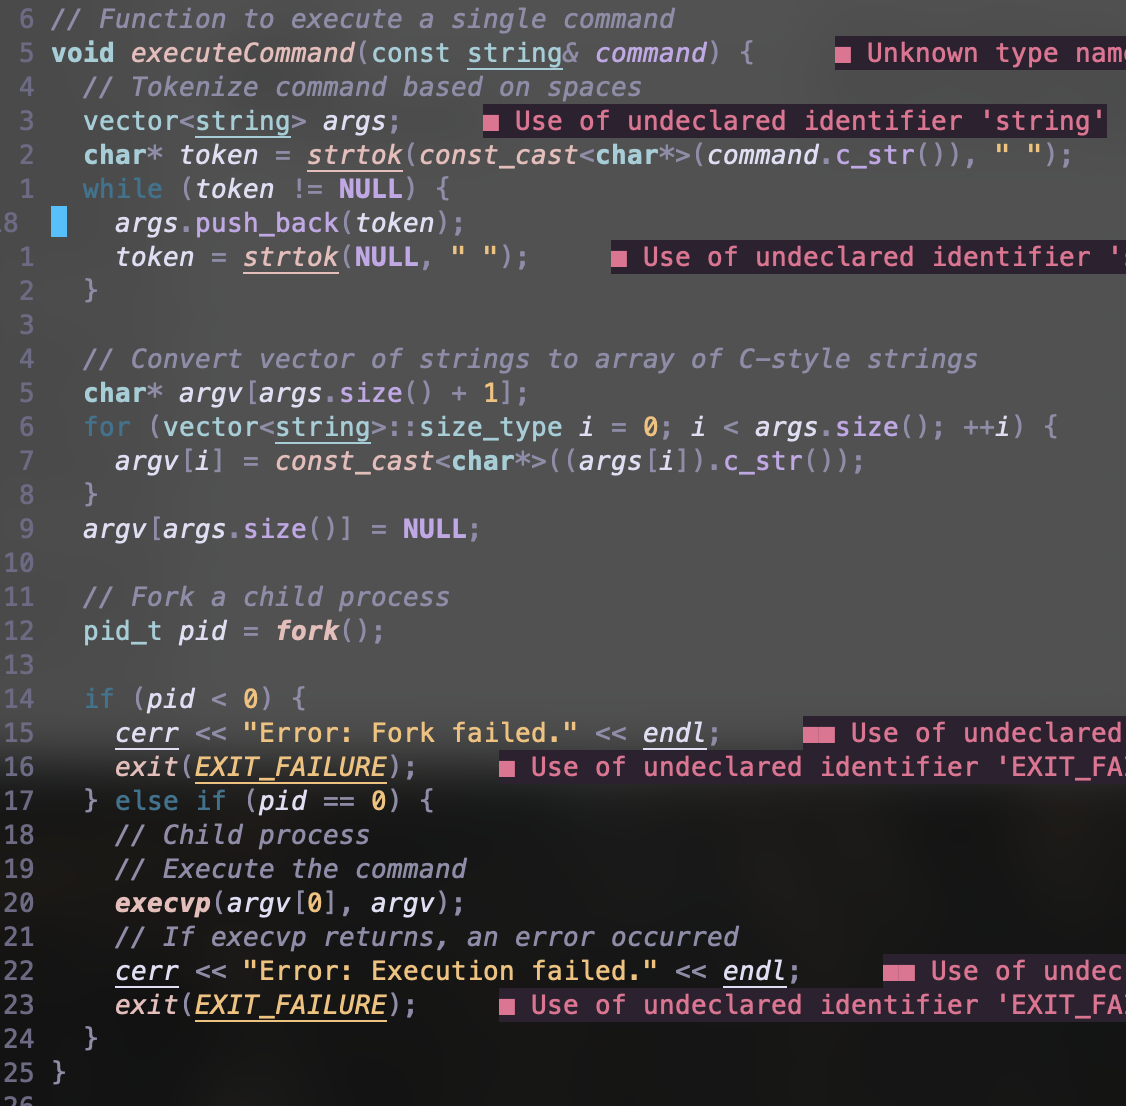 6 // Function to execute a single command
5 void executeCommand(const string& command) { ■ Unknown type nam
4 // Tokenize command based on spaces
3 vector<string> args; ■ Use of undeclared identifier 'string'
2 char* token = strtok(const_cast<char*>(command.c_str()), " ");
1 while (token != NULL) {
8 args.push_back(token);
1 token = strtok(NULL, " "); ■ Use of undeclared identifier '
2 }
3
4 // Convert vector of strings to array of C-style strings
5 char* argv[args.size() + 1];
6 for (vector<string>::size_type i = 0; i < args.size(); ++i) {
7 argv[i] = const_cast<char*>((args[i]).c_str());
8 }
9 argv[args.size()] = NULL;
10
11 // Fork a child process
12 pid_t pid = fork();
13
14 if (pid < 0) {
15 cerr << "Error: Fork failed." << endl; ■■ Use of undeclared
16 exit(EXIT_FAILURE); ■ Use of undeclared identifier 'EXIT_FA
17 } else if (pid == 0) {
18 // Child process
19 // Execute the command
20 execvp(argv[0], argv);
21 // If execvp returns, an error occurred
22 cerr << "Error: Execution failed." << endl; ■■ Use of undec
23 exit(EXIT_FAILURE); ■ Use of undeclared identifier 'EXIT_FA
24 }
25 }